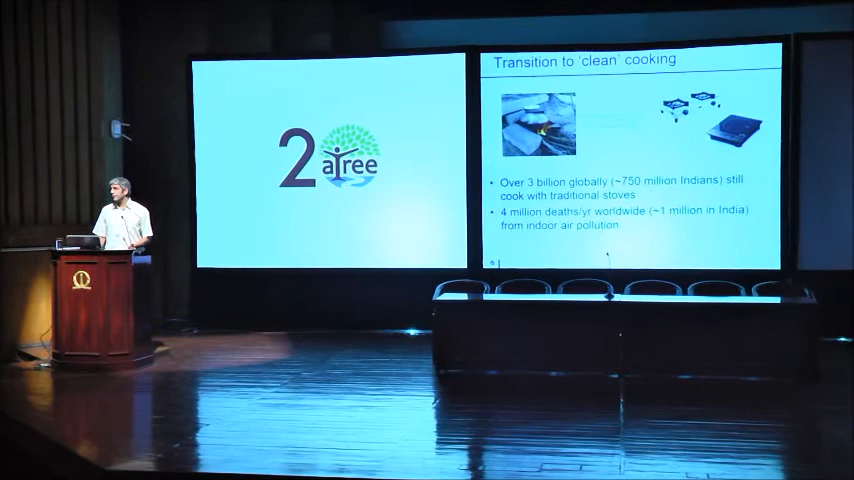 20
atree
Transition to 'clean' cooking
• Over 3 billion globally (~750 million Indians) still
cook with traditional stoves
• 4 million deaths/yr worldwide (~1 million in India)
from indoor air pollution